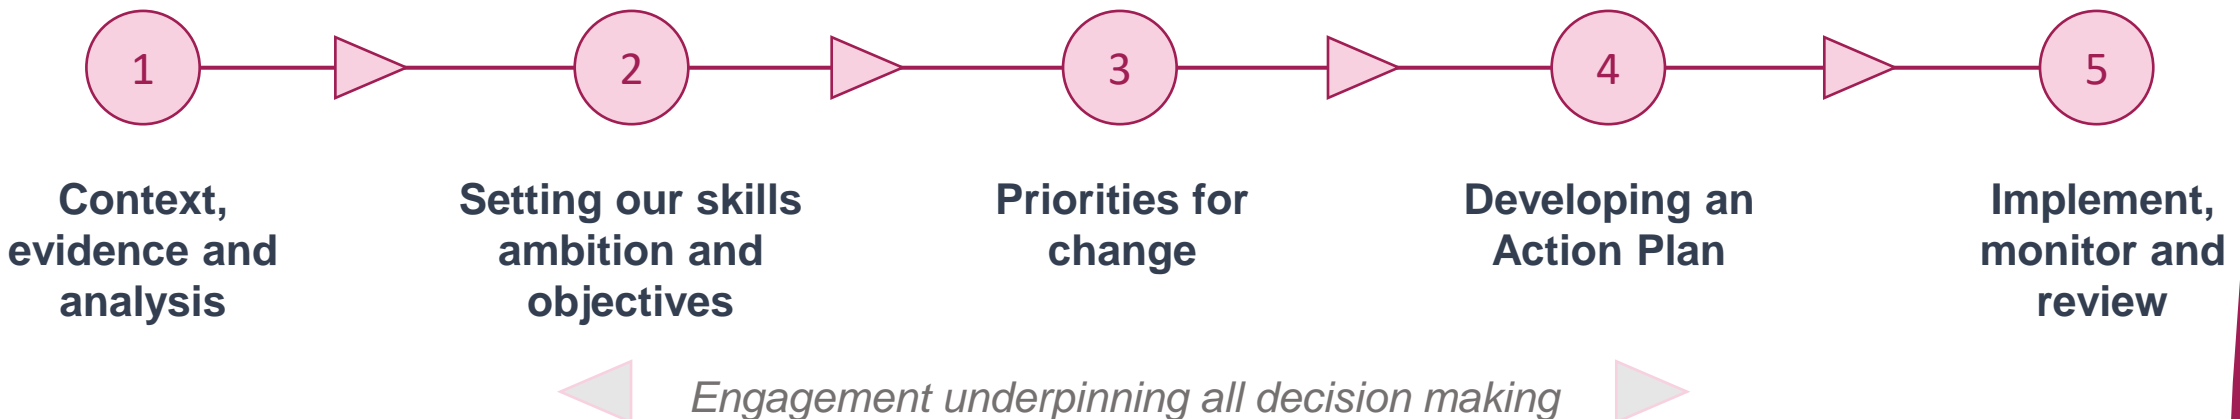 1
2
3
4
5
Context,
evidence and
analysis
Setting our skills
ambition and
objectives
Priorities for
change
Developing an
Action Plan
Implement,
monitor and
review
Engagement underpinning all decision making